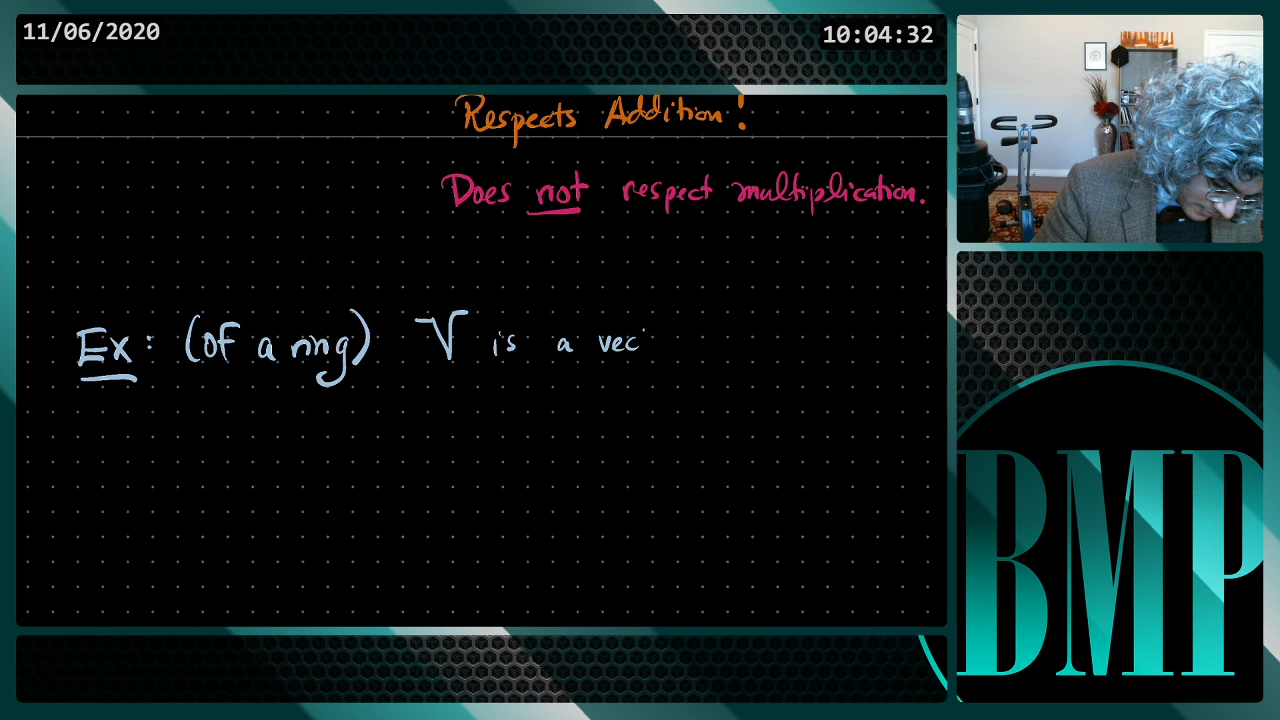 11/06/2020
10:04:32
Respects Addition!
Does not respect multiplication.
Ex: (of a ring) V is a vec
BMP